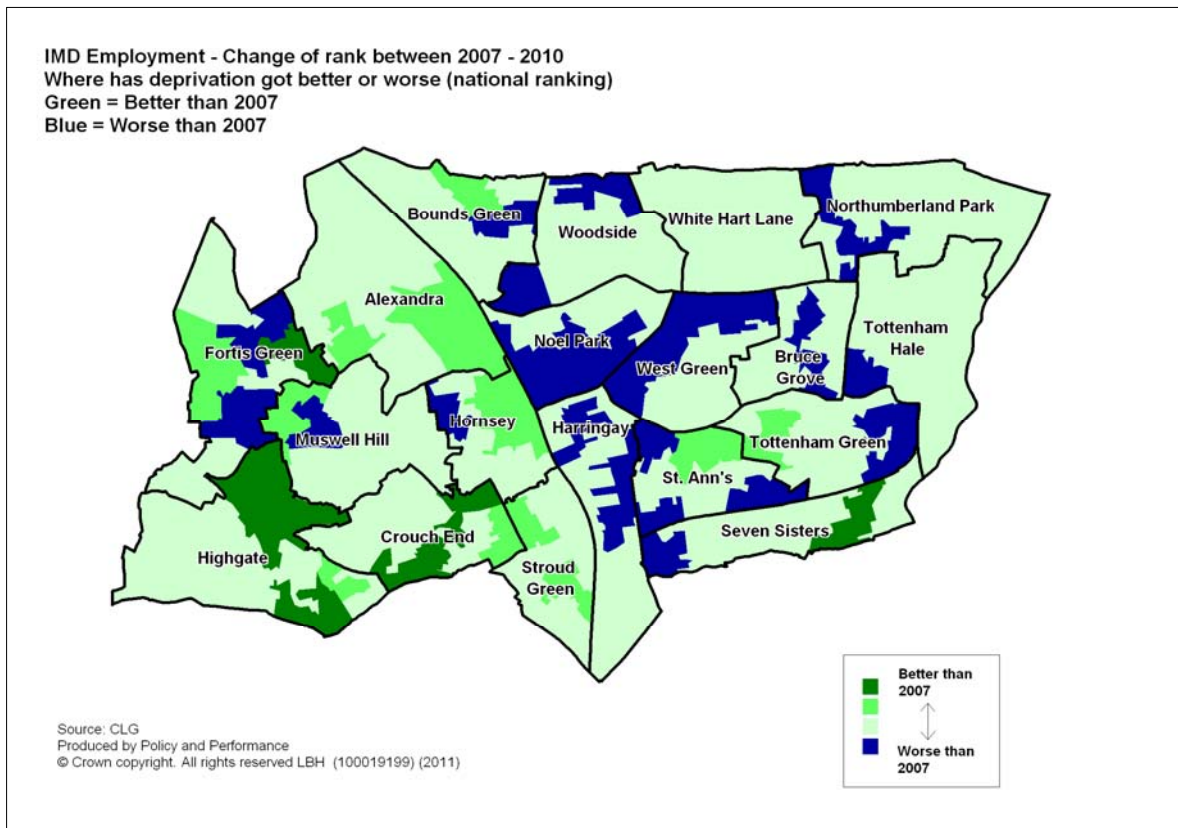 IMD Employment - Change of rank between 2007 - 2010
Where has deprivation got better or worse (national ranking)
Green = Better than 2007
Blue = Worse than 2007
Bounds Green
Woodside
White Hart Lane
Northumberland Park
Alexandra
Fortis Green
Noel Park
West Green
Bruce
Grove
Tottenham
Hale
Muswell Hill
Hornsey
Harringay
Tottenham Green
St. Ann's
Seven Sisters
Highgate
Crouch End
Stroud
Green
Better than
2007
Worse than
2007
Source: CLG
Produced by Policy and Performance
© Crown copyright. All rights reserved LBH (100019199) (2011)